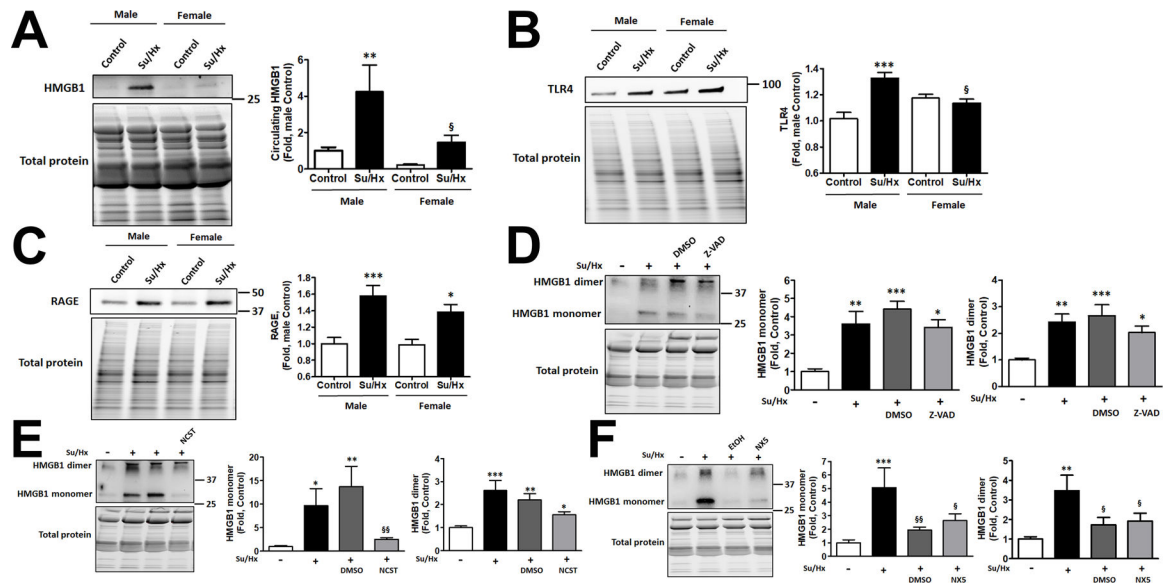 A
Male
Female
Control
Su/Hx
Control
Su/Hx
HMGB1
25
Total protein
Circulating HMGB1
(Fold, male Control)
6
4
2
0
**
§
Control
Su/Hx
Control
Su/Hx
Male
Female
B
Male
Female
Control
Su/Hx
Control
Su/Hx
TLR4
100
Total protein
TLR4
(Fold, male Control)
1.4
1.2
1.0
0.8
0.6
***
§
Control
Su/Hx
Control
Su/Hx
Male
Female
C
Male
Female
Control
Su/Hx
Control
Su/Hx
RAGE
50
37
Total protein
RAGE,
(Fold, male Control)
1.8
1.6
1.4
1.2
1.0
0.8
0.6
***
*
Control
Su/Hx
Control
Su/Hx
Male
Female
D
DMSO
Z-VAD
Su/Hx - + + +
HMGB1 dimer
37
HMGB1 monomer
25
Total protein
HMGB1 monomer
(Fold, Control)
6
5
4
3
2
1
0
**
***
*
Su/Hx - + + +
DMSO Z-VAD
HMGB1 dimer
(Fold, Control)
4
3
2
1
0
**
***
*
Su/Hx - + + +
DMSO Z-VAD
E
NCST
Su/Hx - + + +
HMGB1 dimer
37
HMGB1 monomer
25
Total protein
HMGB1 monomer
(Fold, Control)
20
15
10
5
0
*
**
§§
Su/Hx - + + +
DMSO NCST
HMGB1 dimer
(Fold, Control)
4
3
2
1
0
***
**
*
Su/Hx - + + +
DMSO NCST
F
EtOH
NX5
Su/Hx - + + +
HMGB1 dimer
37
HMGB1 monomer
25
Total protein
HMGB1 monomer
(Fold, Control)
7
6
5
4
3
2
1
0
***
§§
§
Su/Hx - + + +
DMSO NX5
HMGB1 dimer
(Fold, Control)
5
4
3
2
1
0
**
§
§
Su/Hx - + + +
DMSO NX5